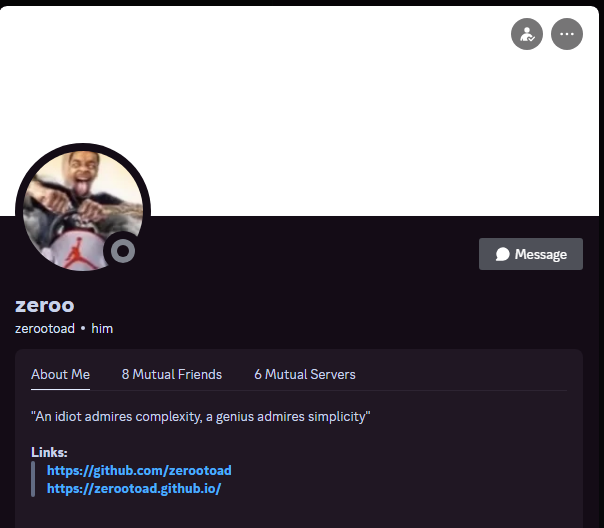 Message
zeroo
zerootoad • him
About Me 8 Mutual Friends 6 Mutual Servers
"An idiot admires complexity, a genius admires simplicity"
Links:
https://github.com/zerootoad
https://zerootoad.github.io/